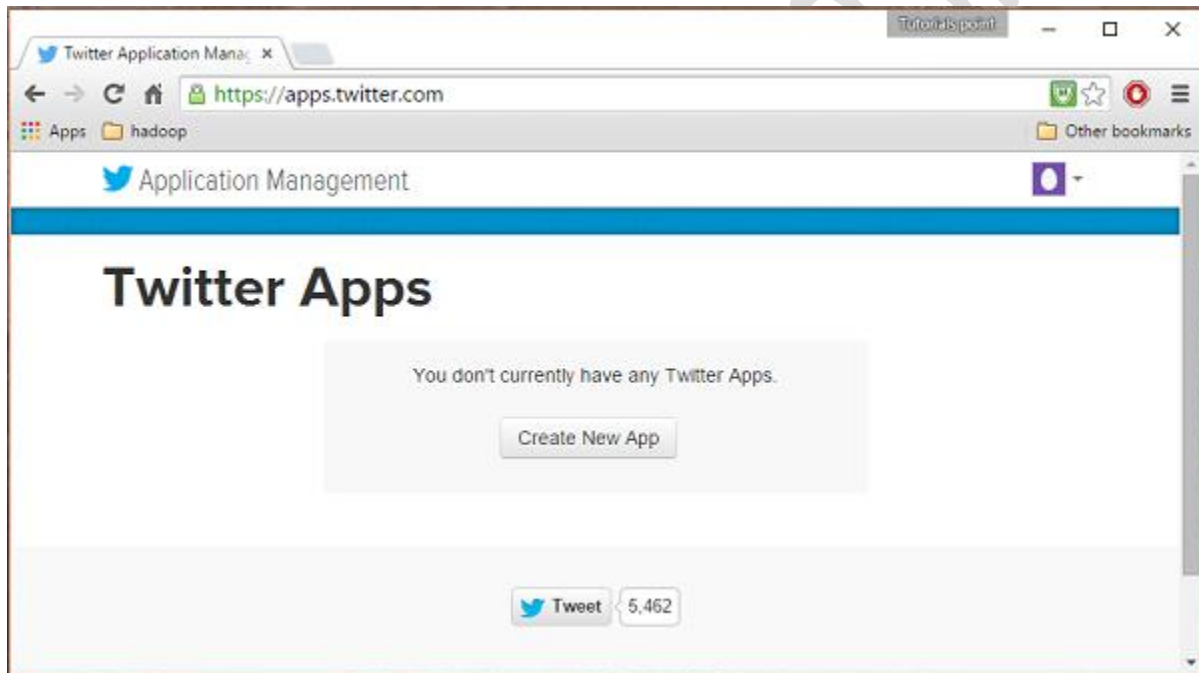 Tutorials point
Twitter Application Manag
https://apps.twitter.com
Apps hadoop Other bookmarks
Application Management
Twitter Apps
You don't currently have any Twitter Apps.
Create New App
Tweet 5,462